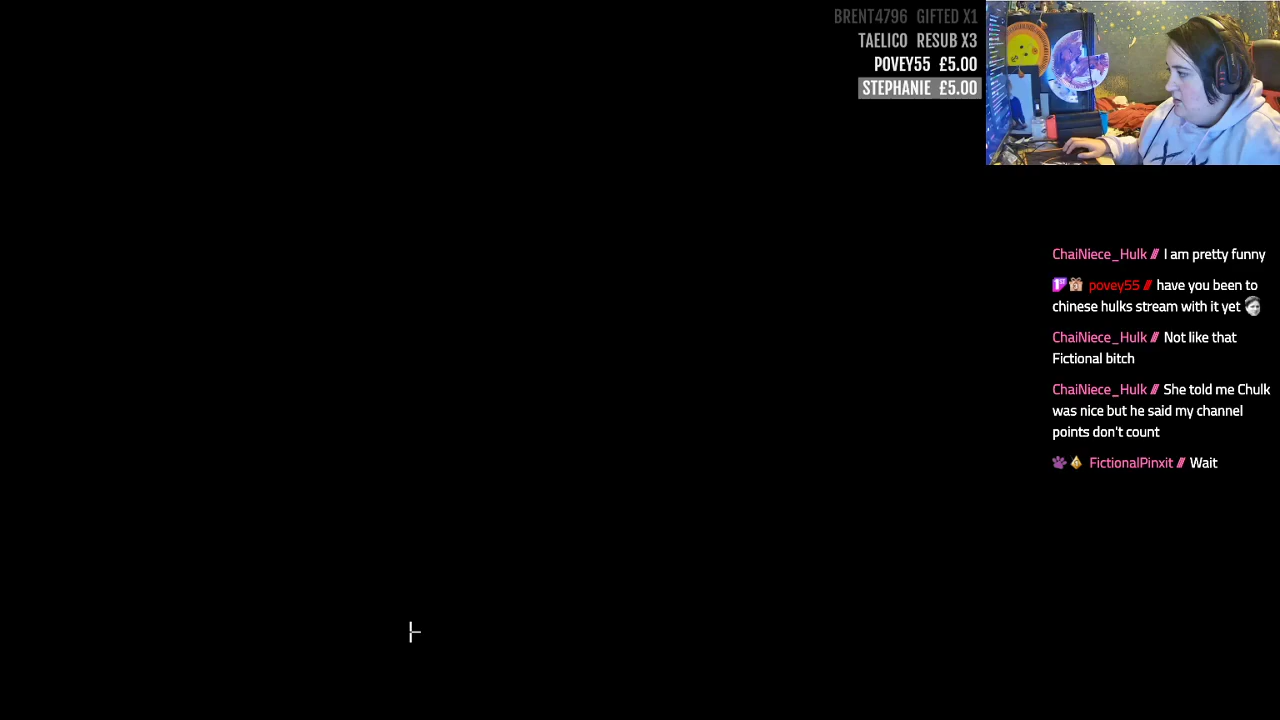 BRENT4796 GIFTED X1
TAELICO RESUB X3
POVEY55 £5.00
STEPHANIE £5.00
ChaiNiece_Hulk // I am pretty funny
povey55 // have you been to
chinese hulks stream with it yet
ChaiNiece_Hulk // Not like that
Fictional bitch
ChaiNiece_Hulk // She told me Chulk
was nice but he said my channel
points don't count
FictionalPinxit // Wait